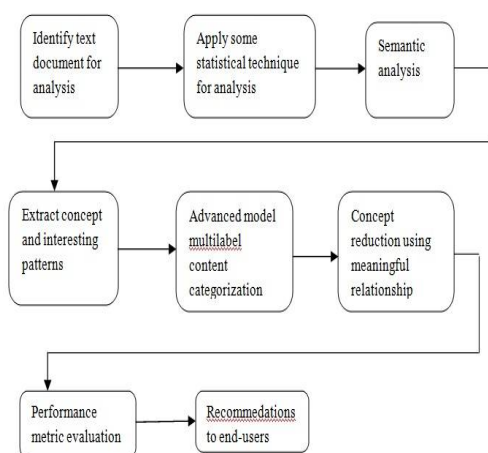 Identify text
document for
analysis
Apply some
statistical technique
for analysis
Semantic
analysis
Extract concept
and interesting
patterns
Advanced model
multilabel
content
categorization
Concept
reduction using
meaningful
relationship
Performance
metric evaluation
Recommedations
to end-users